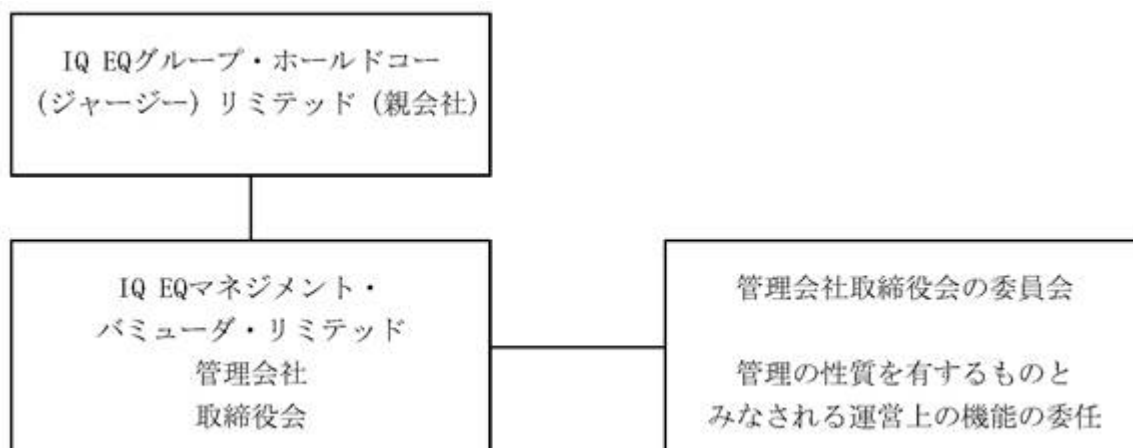 IQ EQグループ・ホールドコー
(ジャージー) リミテッド (親会社)
IQ EQマネジメント・
バミューダ・リミテッド
管理会社
取締役会
管理会社取締役会の委員会
管理の性質を有するものと
みなされる運営上の機能の委任